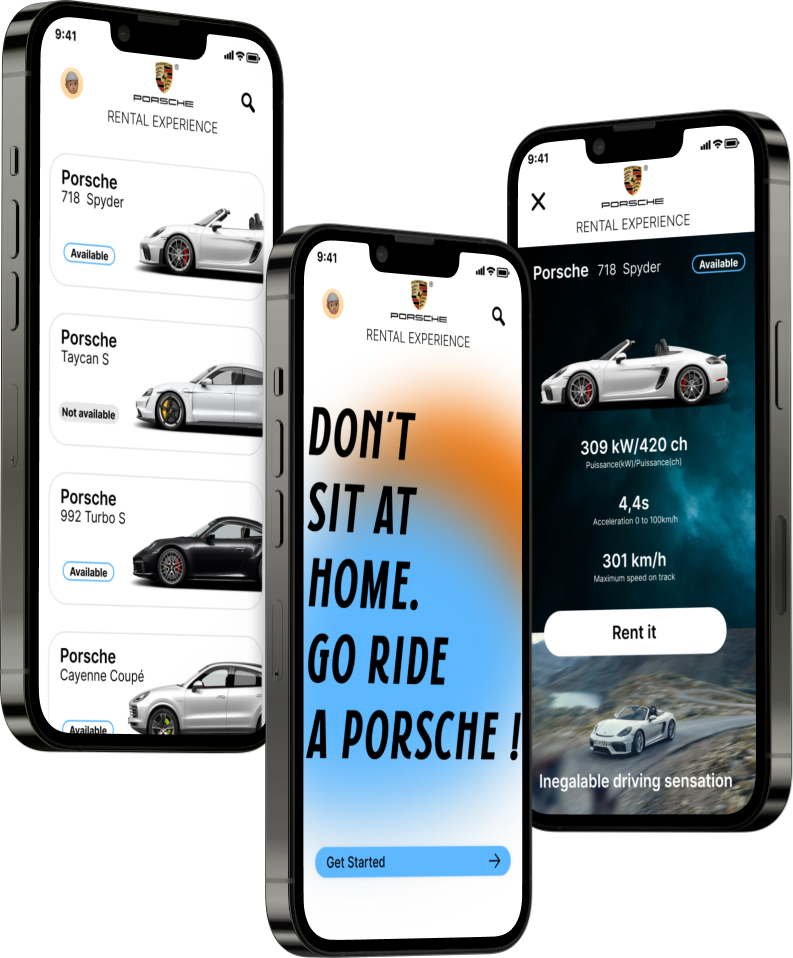 9:41
PORSCHE
RENTAL EXPERIENCE
Porsche
718 Spyder
Available
Porsche
Taycan S
Not available
Porsche
992 Turbo S
Available
Porsche
Cayenne Coupé
Available
9:41
PORSCHE
RENTAL EXPERIENCE
DON'T
SIT AT
HOME.
GO RIDE
A PORSCHE !
Get Started
9:41
PORSCHE
RENTAL EXPERIENCE
Porsche 718 Spyder Available
309 kW/420 ch
Puissance(kW)/Puissance(ch)
4,4s
Acceleration 0 to 100km/h
301 km/h
Maximum speed on track
Rent it
Inegalable driving sensation